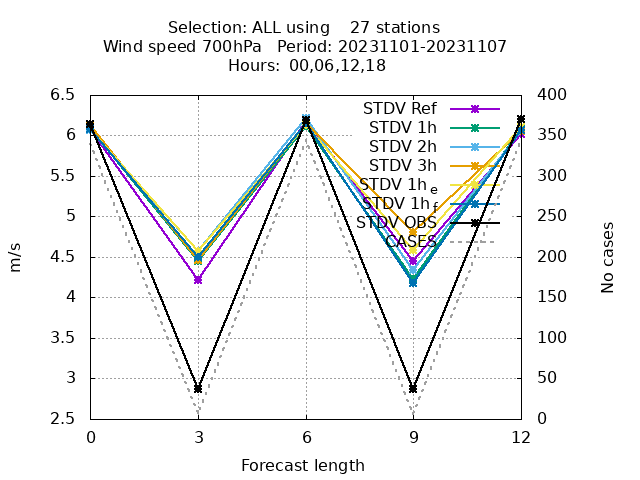 Selection: ALL using    27 stations
Wind speed 700hPa   Period: 20231101-20231107
Hours:  00,06,12,18
6.5
6
5.5
5
4.5
4
3.5
3
2.5
400
350
300
250
200
150
100
50
0
STDV Ref
STDV 1h
STDV 2h
STDV 3h
STDV 1h e
STDV 1h f
STDV OBS
CASES
m/s
No cases
0 3 6 9 12
Forecast length